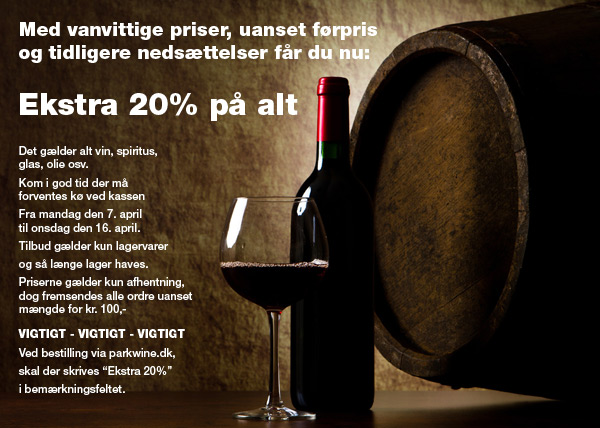 Med vanvittige priser, uanset førpris
og tidligere nedsættelser får du nu:
Ekstra 20% på alt
Det gælder alt vin, spiritus,
glas, olie osv.
Kom i god tid der må
forventes kø ved kassen
Fra mandag den 7. april
til onsdag den 16. april.
Tilbud gælder kun lagervarer
og så længe lager haves.
Priserne gælder kun afhentning,
dog fremsendes alle ordre uanset
mængde for kr. 100,-
VIGTIGT - VIGTIGT - VIGTIGT
Ved bestilling via parkwine.dk,
skal der skrives “Ekstra 20%”
i bemærkningsfeltet.